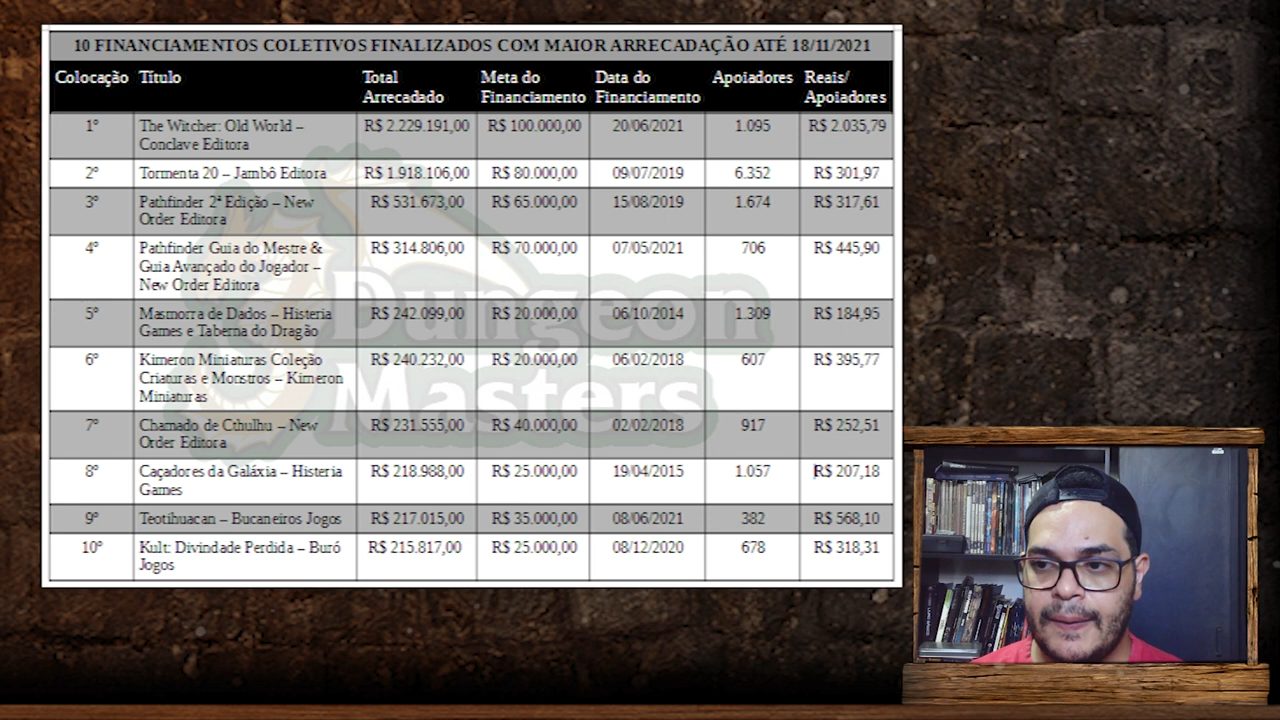 10 FINANCIAMENTOS COLETIVOS FINALIZADOS COM MAIOR ARRECADAÇÃO ATÉ 18/11/2021
Colocação Título Total Arrecadado Meta do Financiamento Data do Financiamento Apoiadores Reais/ Apoiadores
1º The Witcher: Old World – Conclave Editora R$ 2.229.191,00 R$ 100.000,00 20/06/2021 1.095 R$ 2.035,79
2º Tormenta 20 – Jambô Editora R$ 1.918.106,00 R$ 80.000,00 09/07/2019 6.352 R$ 301,97
3º Pathfinder 2ª Edição – New Order Editora R$ 531.673,00 R$ 65.000,00 15/08/2019 1.674 R$ 317,61
4º Pathfinder Guia do Mestre & Guia Avançado do Jogador – New Order Editora R$ 314.806,00 R$ 70.000,00 07/05/2021 706 R$ 445,90
5º Masmorra de Dados – Histeria Games e Taberna do Dragão R$ 242.099,00 R$ 20.000,00 06/10/2014 1.309 R$ 184,95
6º Kimeron Miniaturas Coleção Criaturas e Monstros – Kimeron Miniaturas R$ 240.232,00 R$ 20.000,00 06/02/2018 607 R$ 395,77
7º Chamado de Cthulhu – New Order Editora R$ 231.555,00 R$ 40.000,00 02/02/2018 917 R$ 252,51
8º Caçadores da Galáxia – Histeria Games R$ 218.988,00 R$ 25.000,00 19/04/2015 1.057 R$ 207,18
9º Teotihuacan – Bucaneiros Jogos R$ 217.015,00 R$ 35.000,00 08/06/2021 382 R$ 568,10
10º Kult: Divindade Perdida – Buró Jogos R$ 215.817,00 R$ 25.000,00 08/12/2020 678 R$ 318,31
Dungeon
Masters